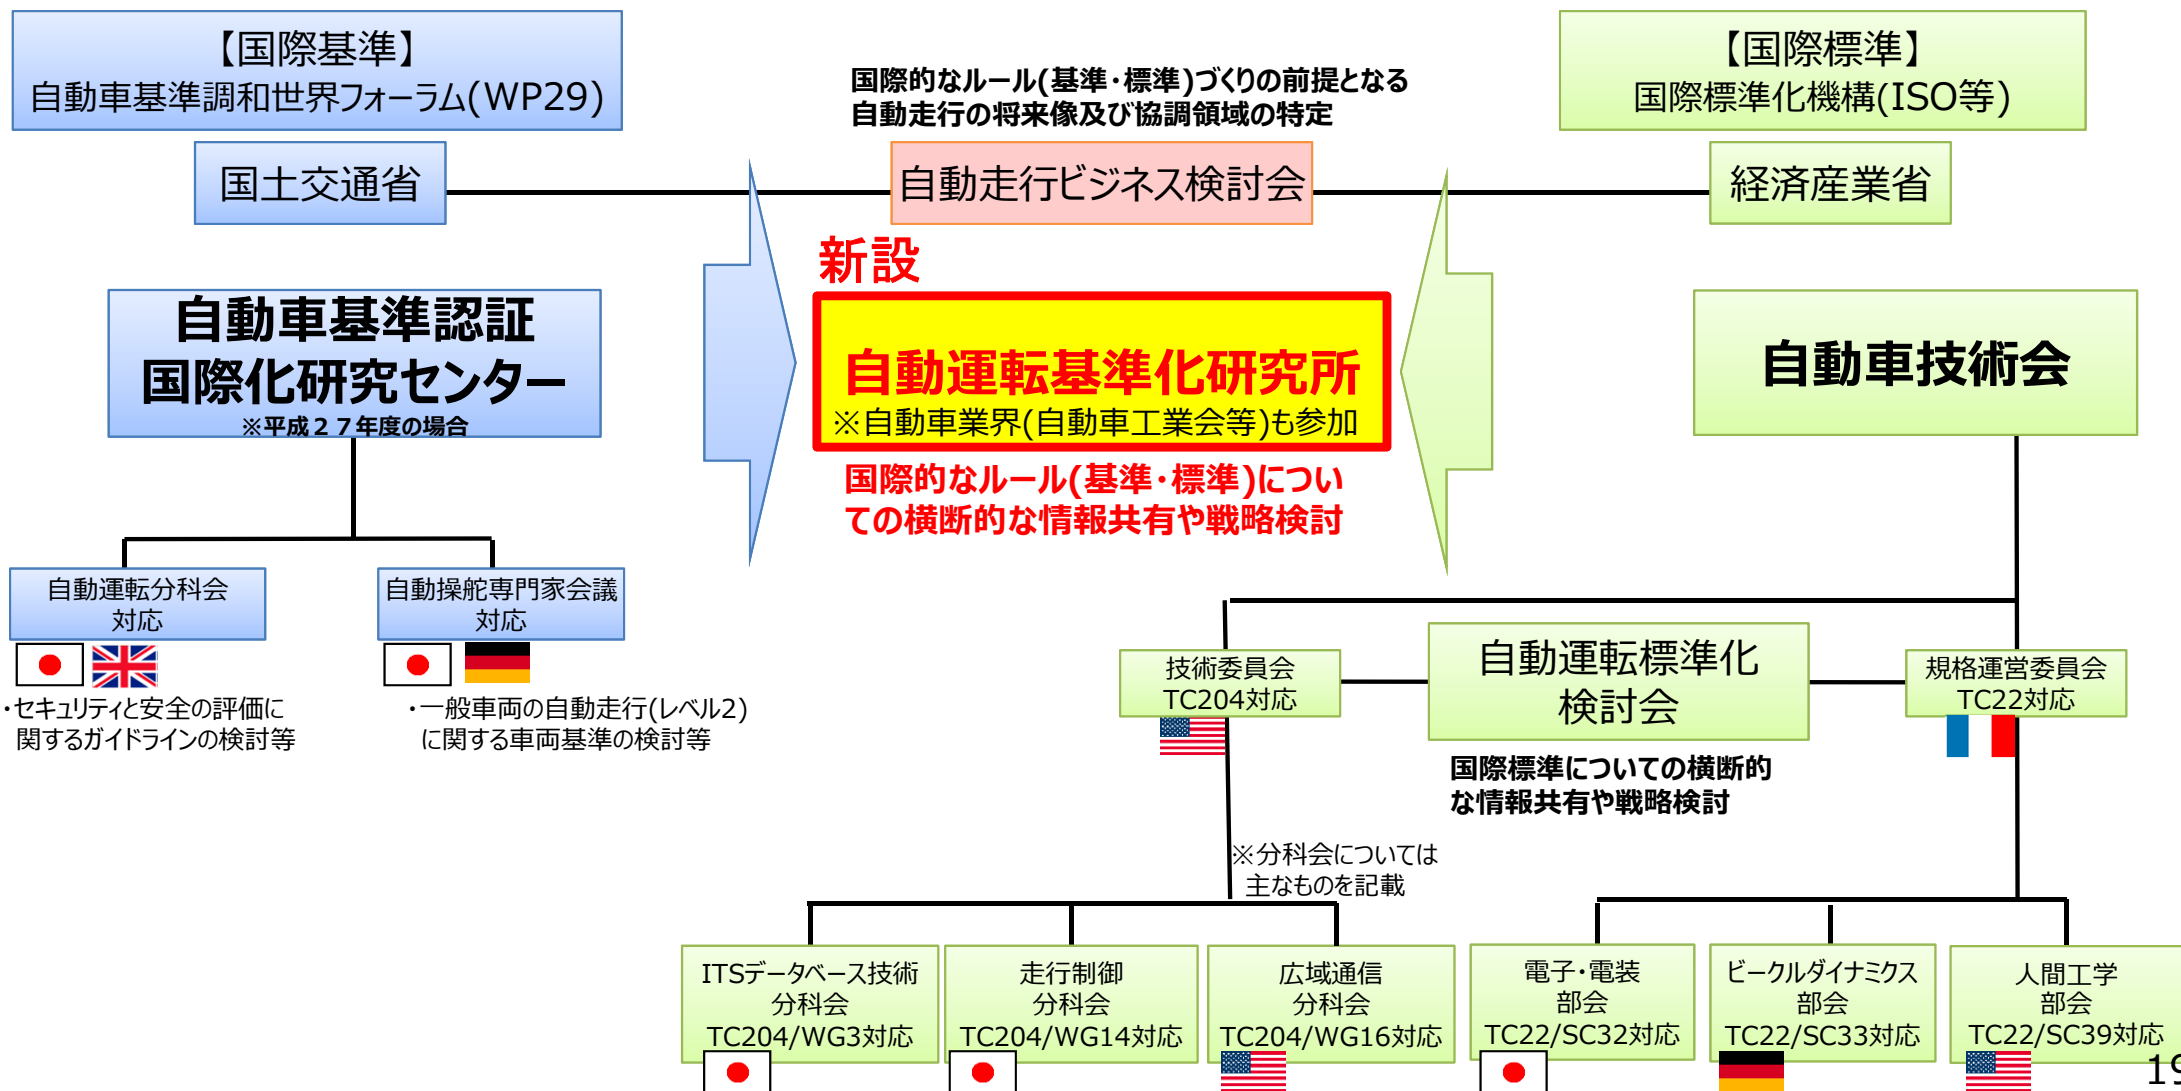 【国際基準】
自動車基準調和世界フォーラム(WP29)
国際的なルール(基準・標準)づくりの前提となる
自動走行の将来像及び協調領域の特定
【国際標準】
国際標準化機構(ISO等)
国土交通省
自動走行ビジネス検討会
経済産業省
新設
自動車基準認証
国際化研究センター
※平成27年度の場合
自動運転基準化研究所
※自動車業界(自動車工業会等)も参加
自動車技術会
国際的なルール(基準・標準)につい
ての横断的な情報共有や戦略検討
自動運転分科会
対応
自動操舵専門家会議
対応
・セキュリティと安全の評価に
関するガイドラインの検討等
・一般車両の自動走行(レベル2)
に関する車両基準の検討等
技術委員会
TC204対応
自動運転標準化
検討会
規格運営委員会
TC22対応
国際標準についての横断的
な情報共有や戦略検討
※分科会については
主なものを記載
ITSデータベース技術
分科会
TC204/WG3対応
走行制御
分科会
TC204/WG14対応
広域通信
分科会
TC204/WG16対応
電子・電装
部会
TC22/SC32対応
ビークルダイナミクス
部会
TC22/SC33対応
人間工学
部会
TC22/SC39対応
19